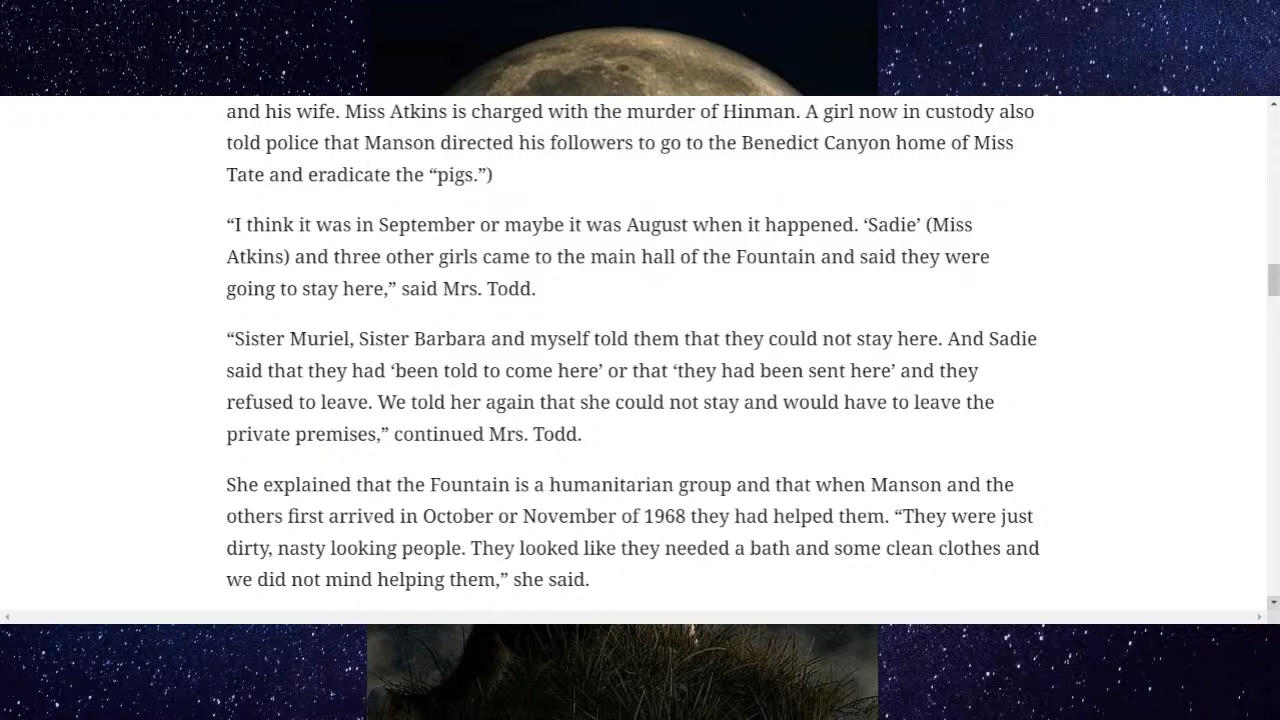 and his wife. Miss Atkins is charged with the murder of Hinman. A girl now in custody also
told police that Manson directed his followers to go to the Benedict Canyon home of Miss
Tate and eradicate the “pigs.”)
“I think it was in September or maybe it was August when it happened. ‘Sadie’ (Miss
Atkins) and three other girls came to the main hall of the Fountain and said they were
going to stay here,” said Mrs. Todd.
“Sister Muriel, Sister Barbara and myself told them that they could not stay here. And Sadie
said that they had ‘been told to come here’ or that ‘they had been sent here’ and they
refused to leave. We told her again that she could not stay and would have to leave the
private premises,” continued Mrs. Todd.
She explained that the Fountain is a humanitarian group and that when Manson and the
others first arrived in October or November of 1968 they had helped them. “They were just
dirty, nasty looking people. They looked like they needed a bath and some clean clothes and
we did not mind helping them,” she said.